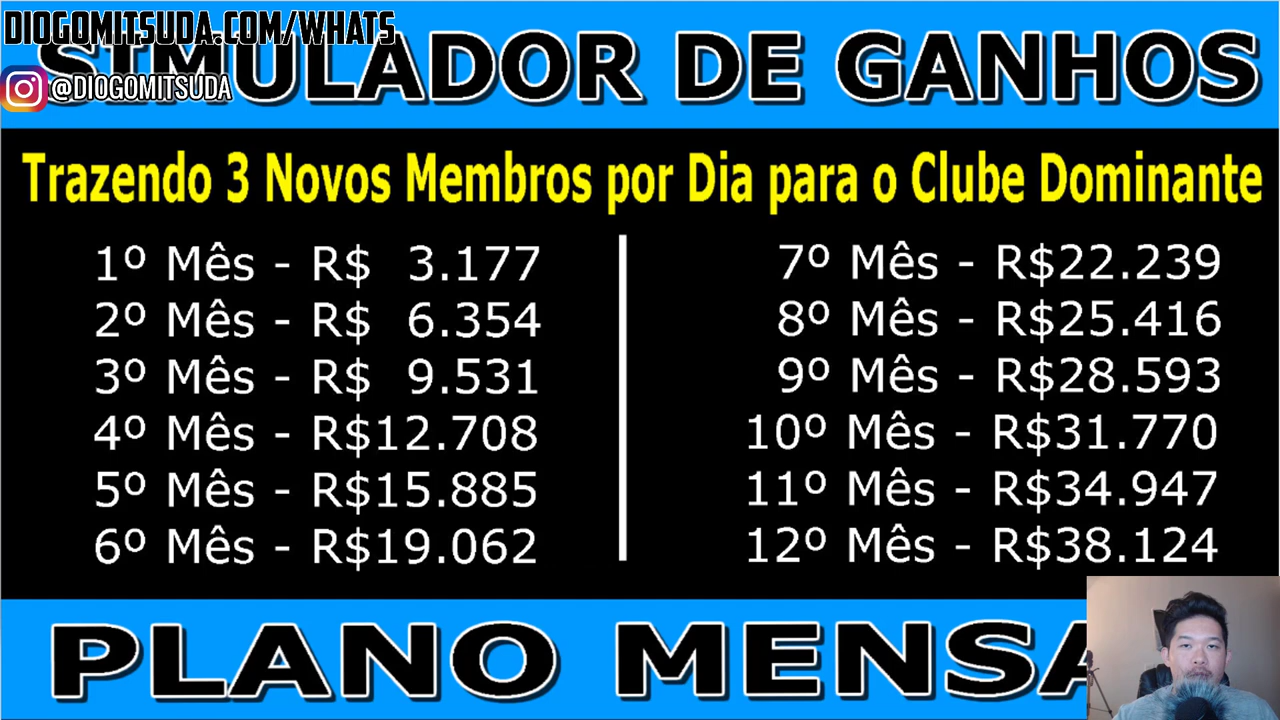 DIOGOMITSUDA.COM/WHATS
SIMULADOR DE GANHOS
@DIOGOMITSUDA
Trazendo 3 Novos Membros por Dia para o Clube Dominante
1º Mês - R$ 3.177
2º Mês - R$ 6.354
3º Mês - R$ 9.531
4º Mês - R$12.708
5º Mês - R$15.885
6º Mês - R$19.062
7º Mês - R$22.239
8º Mês - R$25.416
9º Mês - R$28.593
10º Mês - R$31.770
11º Mês - R$34.947
12º Mês - R$38.124
PLANO MENSA